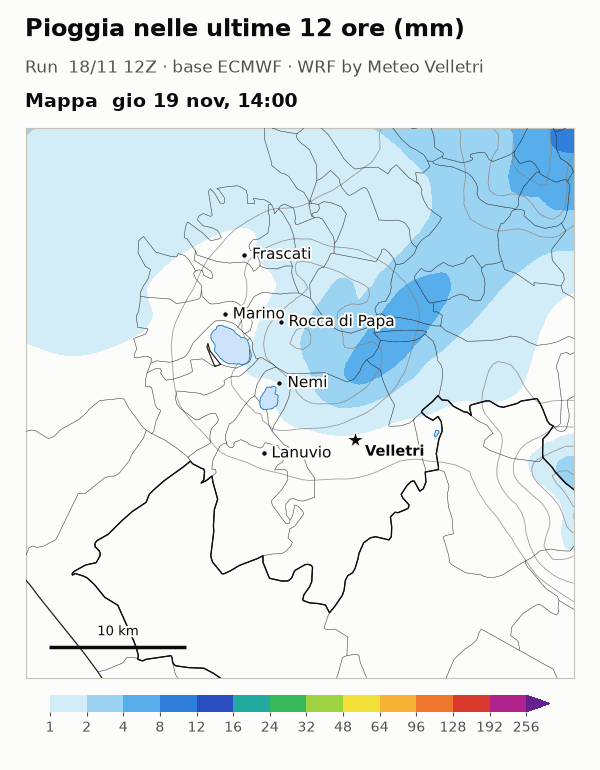 Pioggia nelle ultime 12 ore (mm)
Run  18/11 12Z · base ECMWF · WRF by Meteo Velletri
Mappa  gio 19 nov, 14:00
Frascati
Marino
Rocca di Papa
Nemi
Velletri
Lanuvio
10 km
1 2 4 8 12 16 24 32 48 64 96 128 192 256